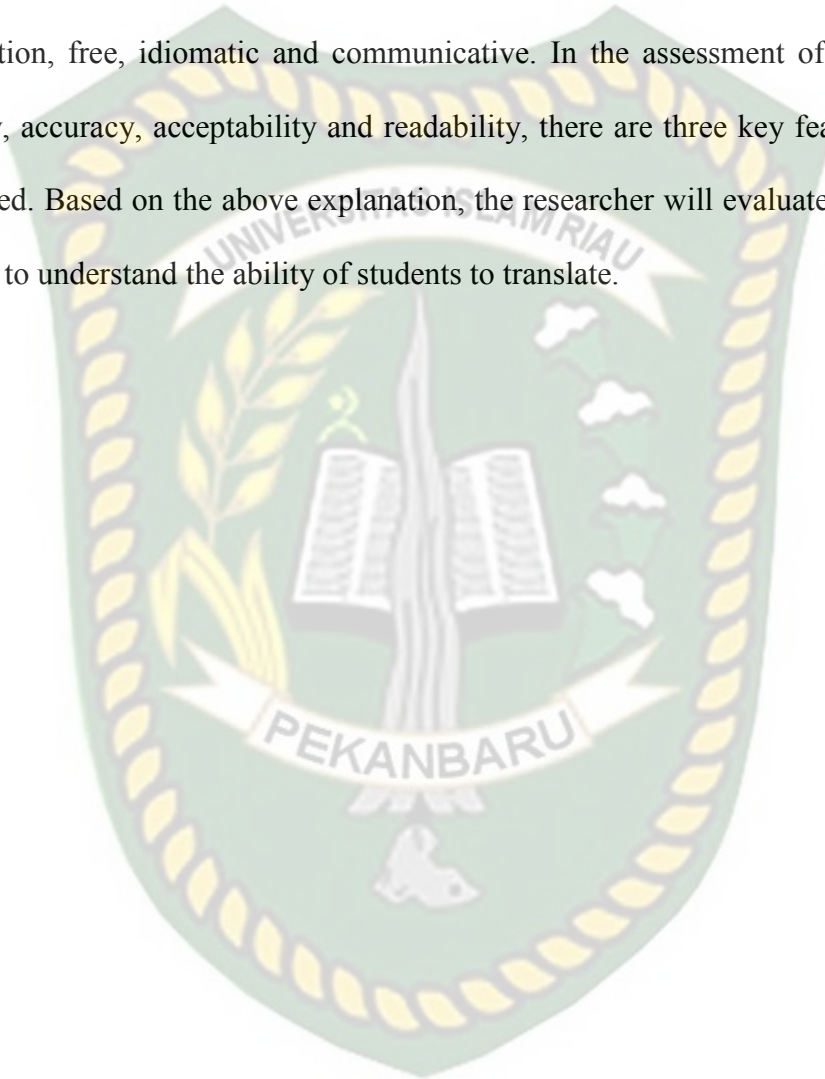 tion, free, idiomatic and communicative. In the assessment of
, accuracy, acceptability and readability, there are three key fea
ed. Based on the above explanation, the researcher will evaluate
to understand the ability of students to translate.
UNIVERSITAS ISLAM RIAU
PEKANBARU